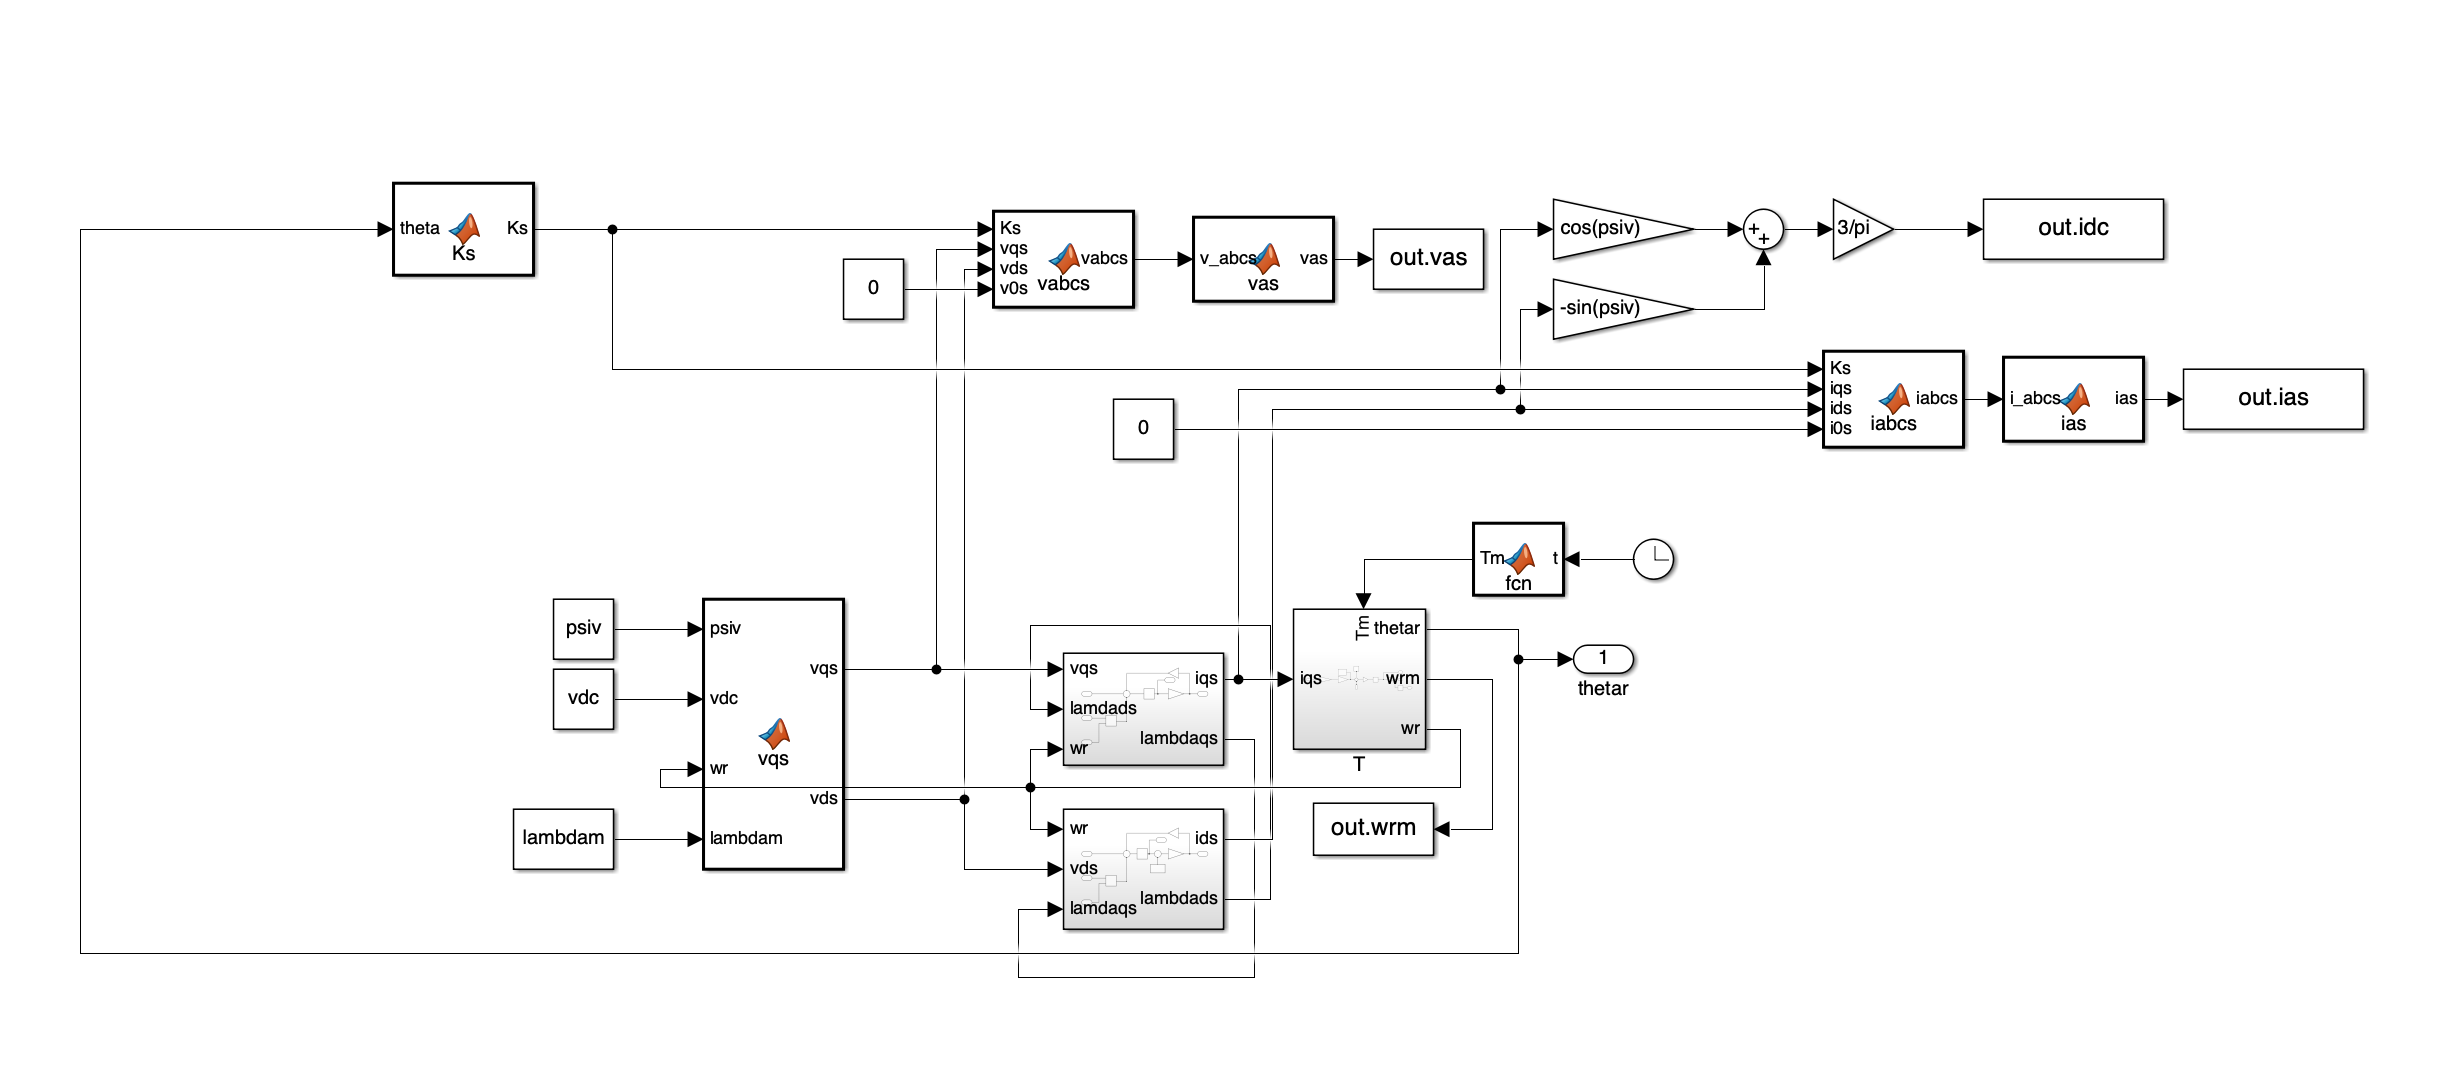 theta
Ks
Ks
0
Ks
vqs
vds
v0s
vabcs
vabcs
v_abcs
vas
vas
out.vas
cos(psiv)
-sin(psiv)
+
+
3/pi
out.idc
0
Ks
iqs
ids
i0s
iabcs
iabcs
i_abcs
ias
ias
out.ias
Tm
t
fcn
psiv
vdc
lambdam
psiv
vdc
wr
lambdam
vqs
vds
vqs
vqs
lamdads
wr
iqs
lambdaqs
wr
vds
lamdaqs
ids
lambdads
Tm
iqs
thetar
wrm
wr
T
out.wrm
1
thetar